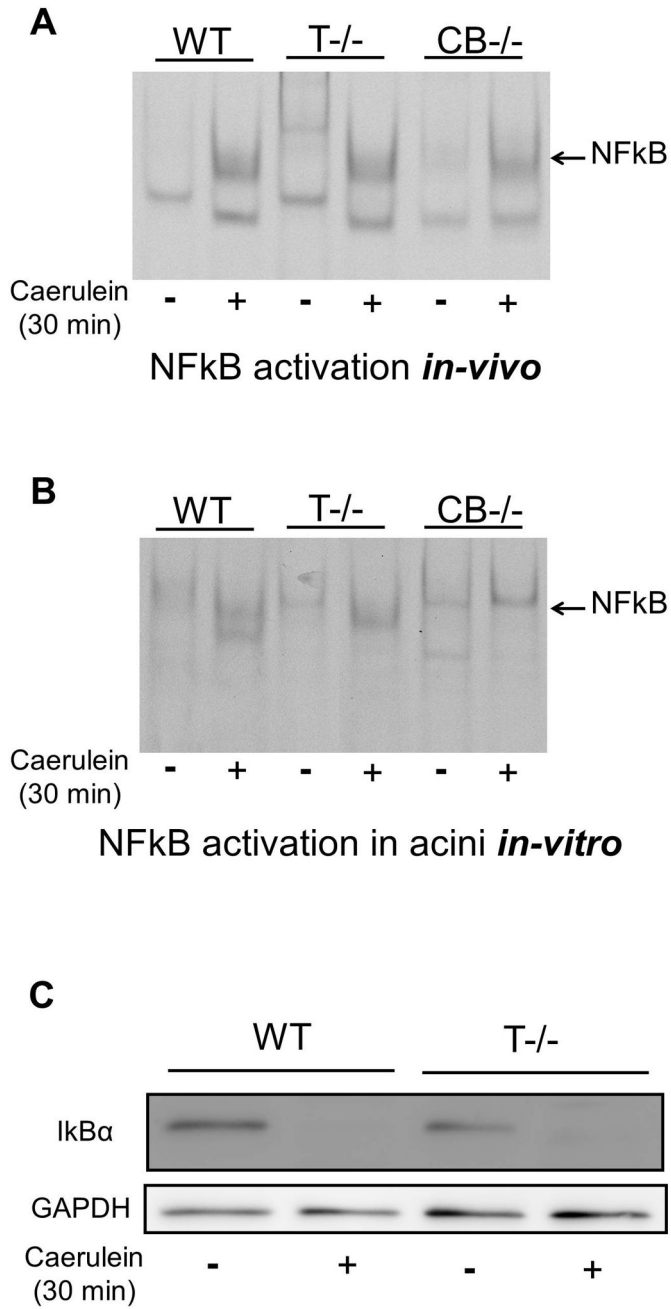 A
WT T-/- CB-/-
NFkB
Caerulein
(30 min)
- + - + - +
NFkB activation in-vivo
B
WT T-/- CB-/-
NFkB
Caerulein
(30 min)
- + - + - +
NFkB activation in acini in-vitro
C
WT T-/-
IkBα
GAPDH
Caerulein
(30 min)
- + - +